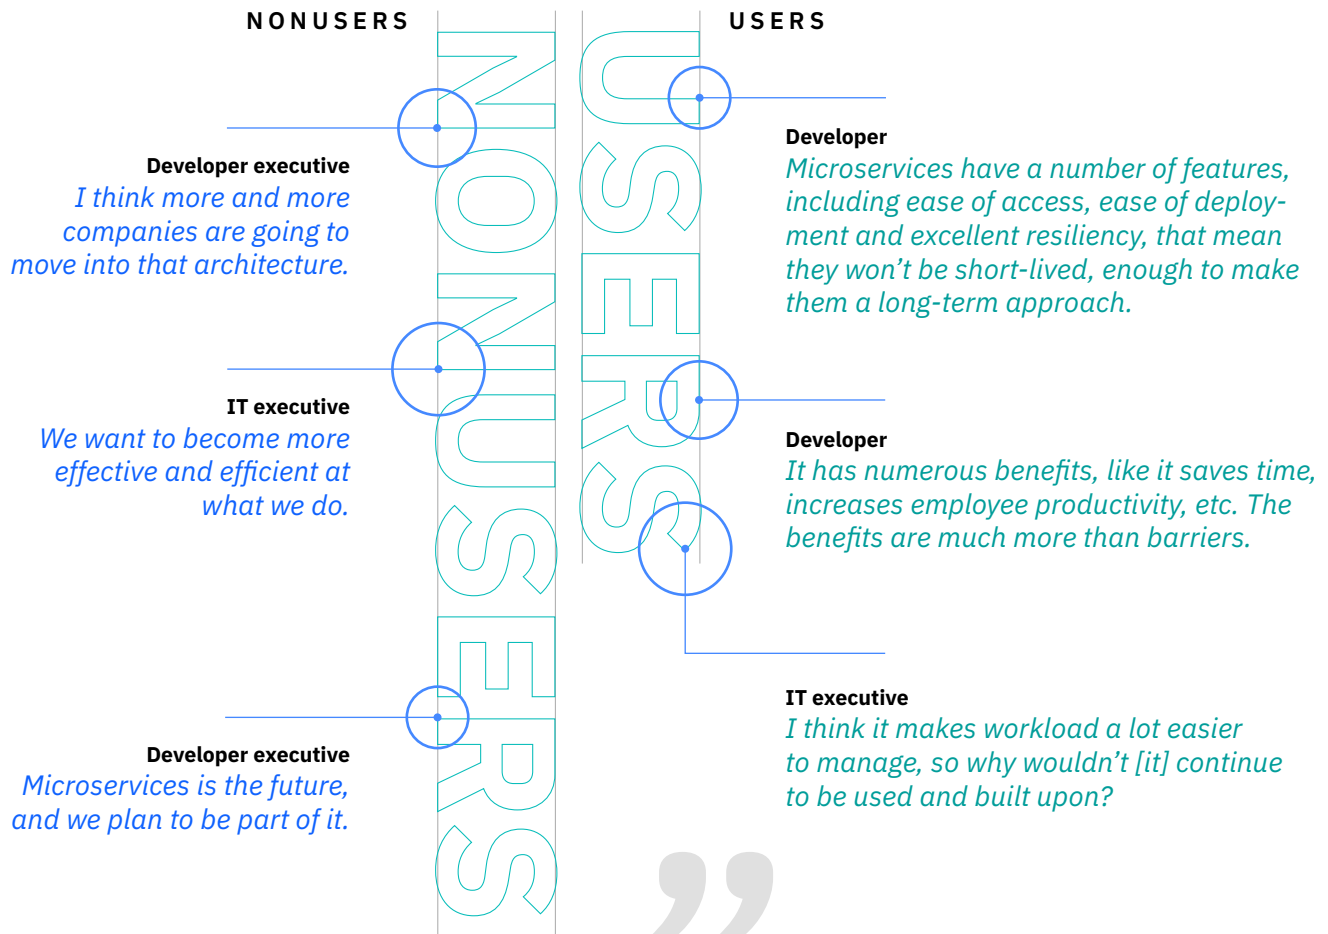 NONUSERS
Developer executive
I think more and more
companies are going to
move into that architecture.
IT executive
We want to become more
effective and efficient at
what we do.
Developer executive
Microservices is the future,
and we plan to be part of it.
NONUSERS
USERS
USERS
Developer
Microservices have a number of features,
including ease of access, ease of deploy-
ment and excellent resiliency, that mean
they won’t be short-lived, enough to make
them a long-term approach.
Developer
It has numerous benefits, like it saves time,
increases employee productivity, etc. The
benefits are much more than barriers.
IT executive
I think it makes workload a lot easier
to manage, so why wouldn’t [it] continue
to be used and built upon?
”